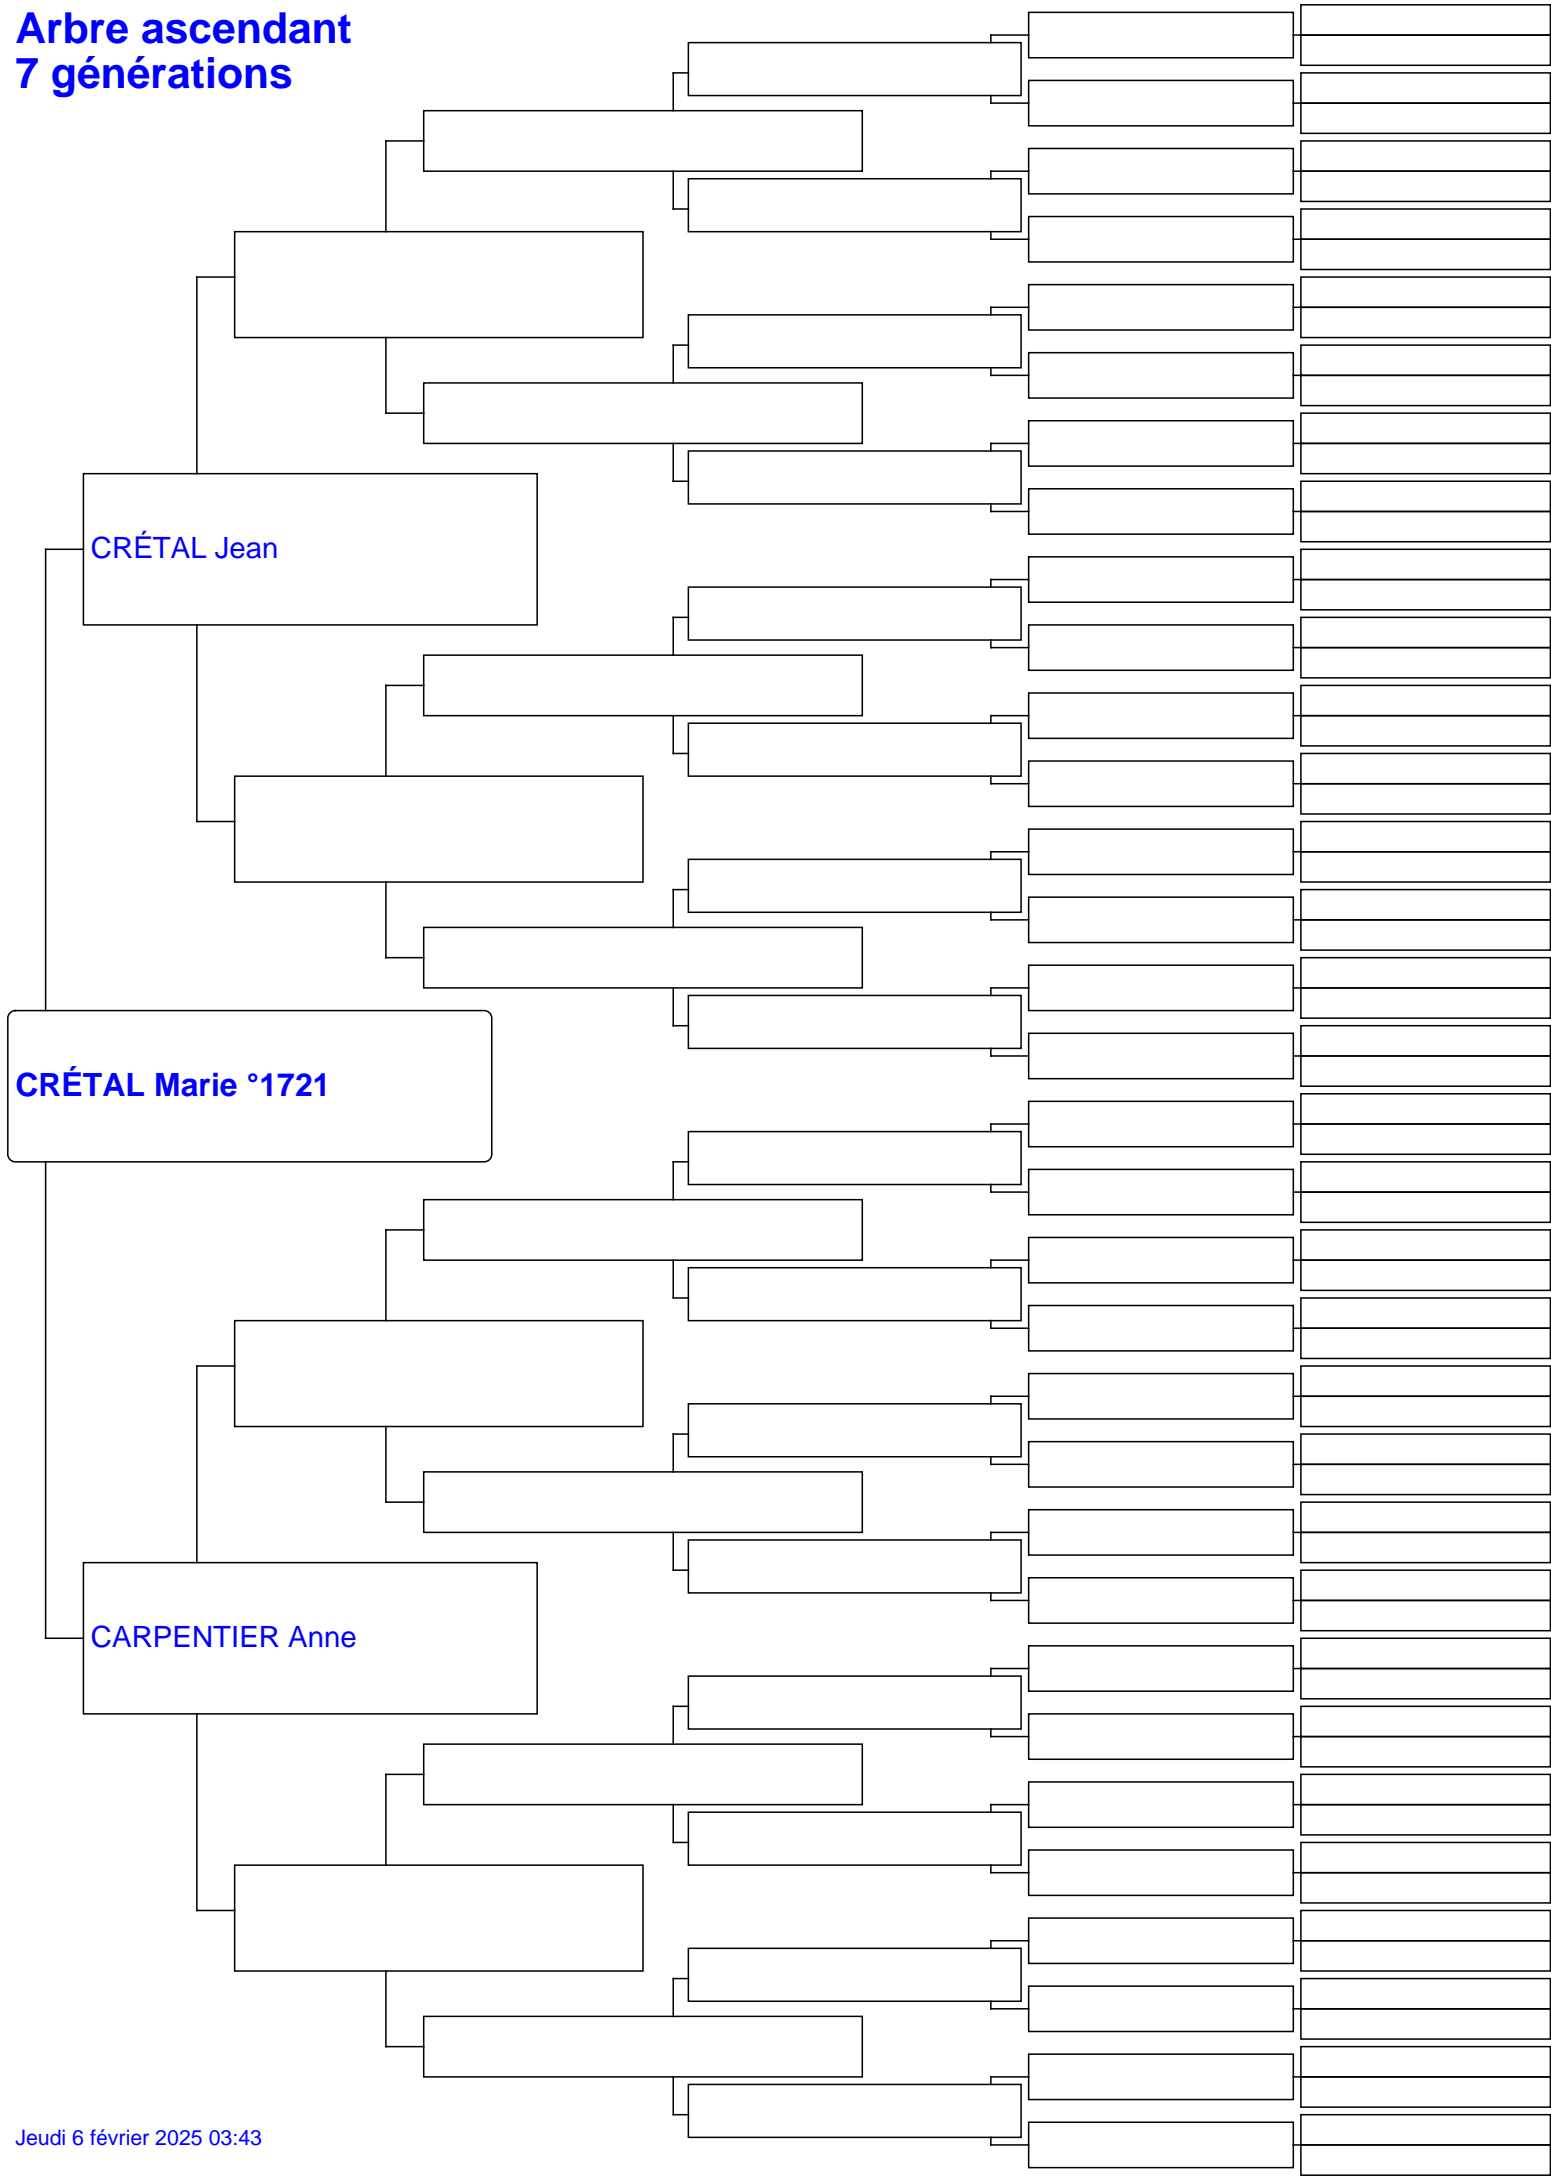 Arbre ascendant
7 générations
CRÉTAL Jean
CRÉTAL Marie °1721
CARPENTIER Anne
Jeudi 6 février 2025 03:43